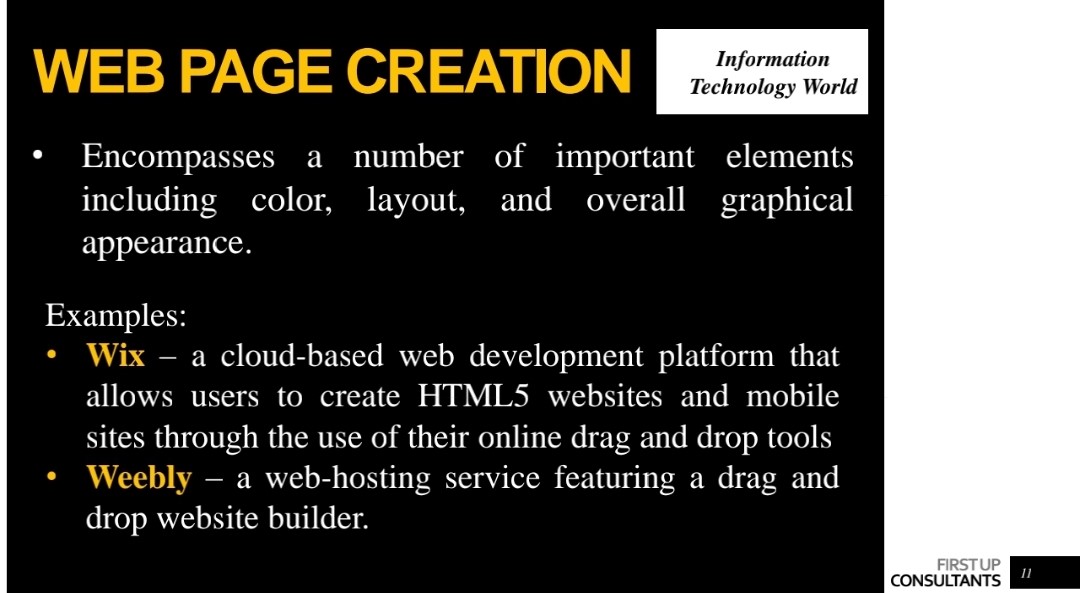 WEB PAGE CREATION
Information
Technology World
• Encompasses a number of important elements
including color, layout, and overall graphical
appearance.
Examples:
• Wix – a cloud-based web development platform that
allows users to create HTML5 websites and mobile
sites through the use of their online drag and drop tools
• Weebly – a web-hosting service featuring a drag and
drop website builder.
FIRST UP
CONSULTANTS
11